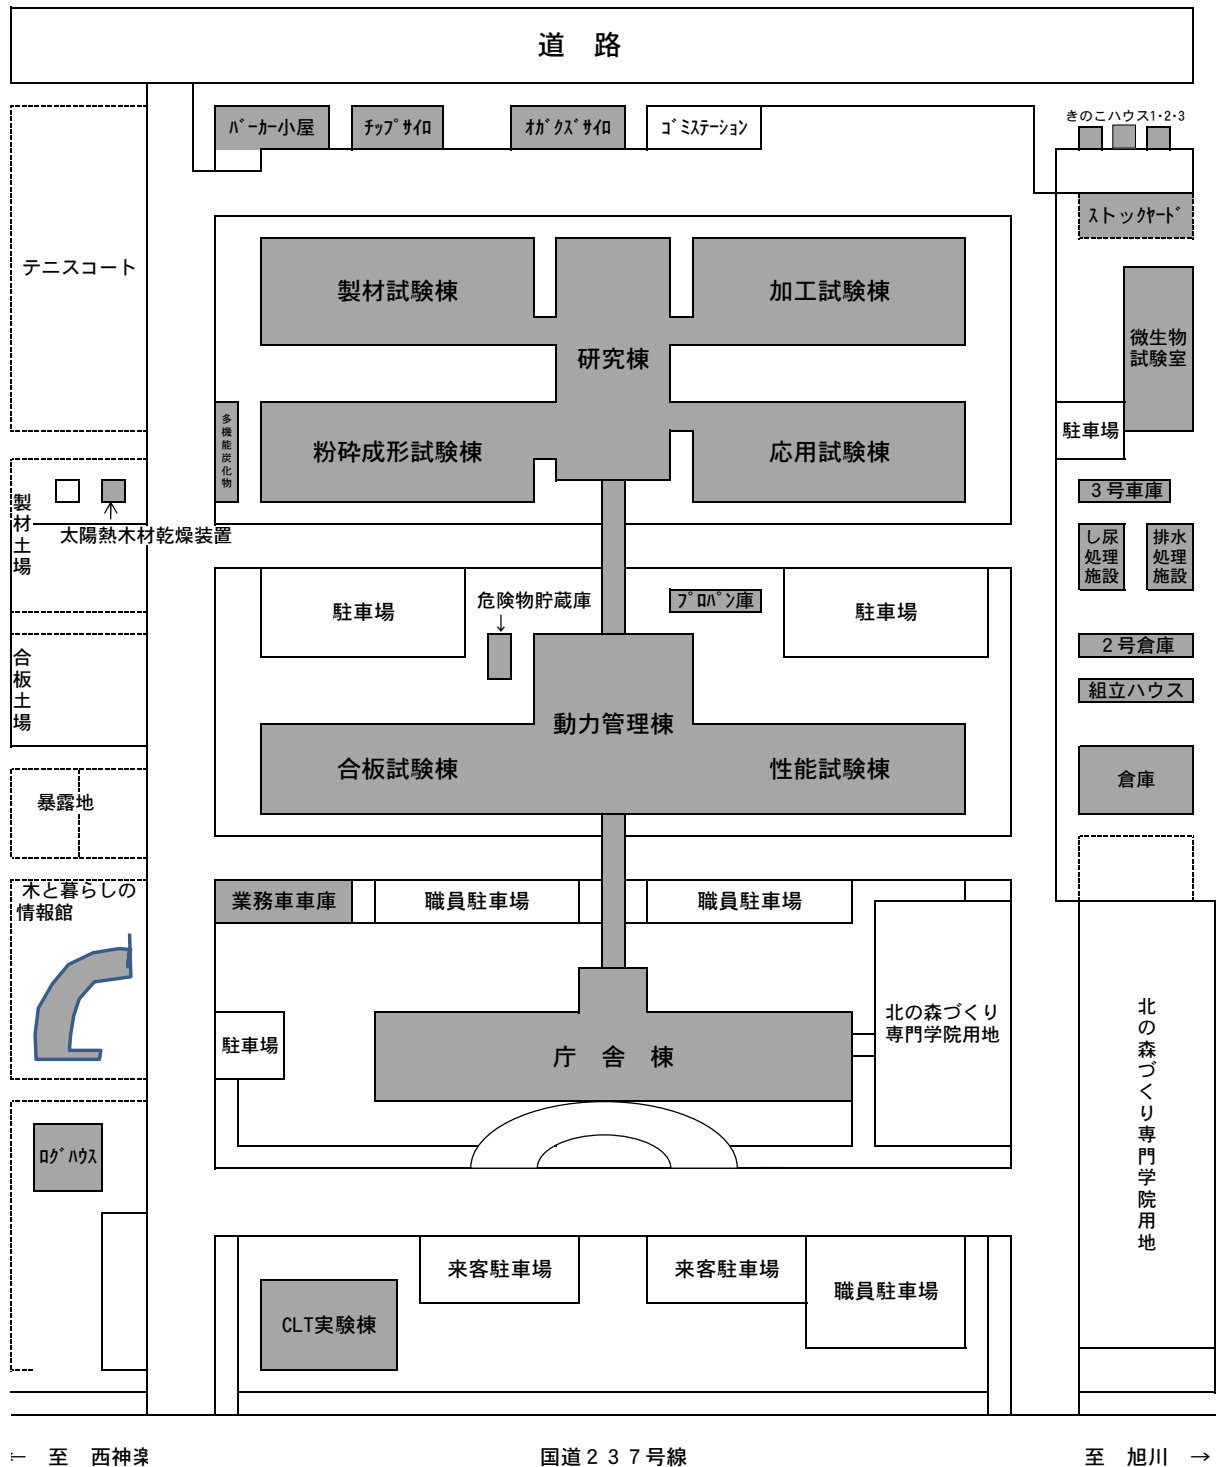 道　路
ﾊﾞｰｶｰ小屋
ﾁｯﾌﾟｻｲﾛ
ｵｶﾞｸｽﾞｻｲﾛ
ｺﾞﾐｽﾃｰｼｮﾝ
きのこハウス1･2･3
ｽトックﾔｰﾄﾞ
テニスコート
製材試験棟
加工試験棟
研究棟
微生物
試験室
多機能炭化物
粉砕成形試験棟
応用試験棟
駐車場
製材土場
太陽熱木材乾燥装置
３号車庫
し尿
処理
施設
排水
処理
施設
駐車場
危険物貯蔵庫
↓
ﾌﾟﾛﾊﾟﾝ庫
駐車場
合板土場
２号倉庫
組立ハウス
動力管理棟
合板試験棟
性能試験棟
倉庫
暴露地
木と暮らしの
情報館
業務車車庫
職員駐車場
職員駐車場
駐車場
庁　舎　棟
北の森づくり
専門学院用地
北の森づくり専門学院用地
ﾛｸﾞﾊｳｽ
来客駐車場
来客駐車場
職員駐車場
CLT実験棟
←　至　西神楽
国道２３７号線
至　旭川　→